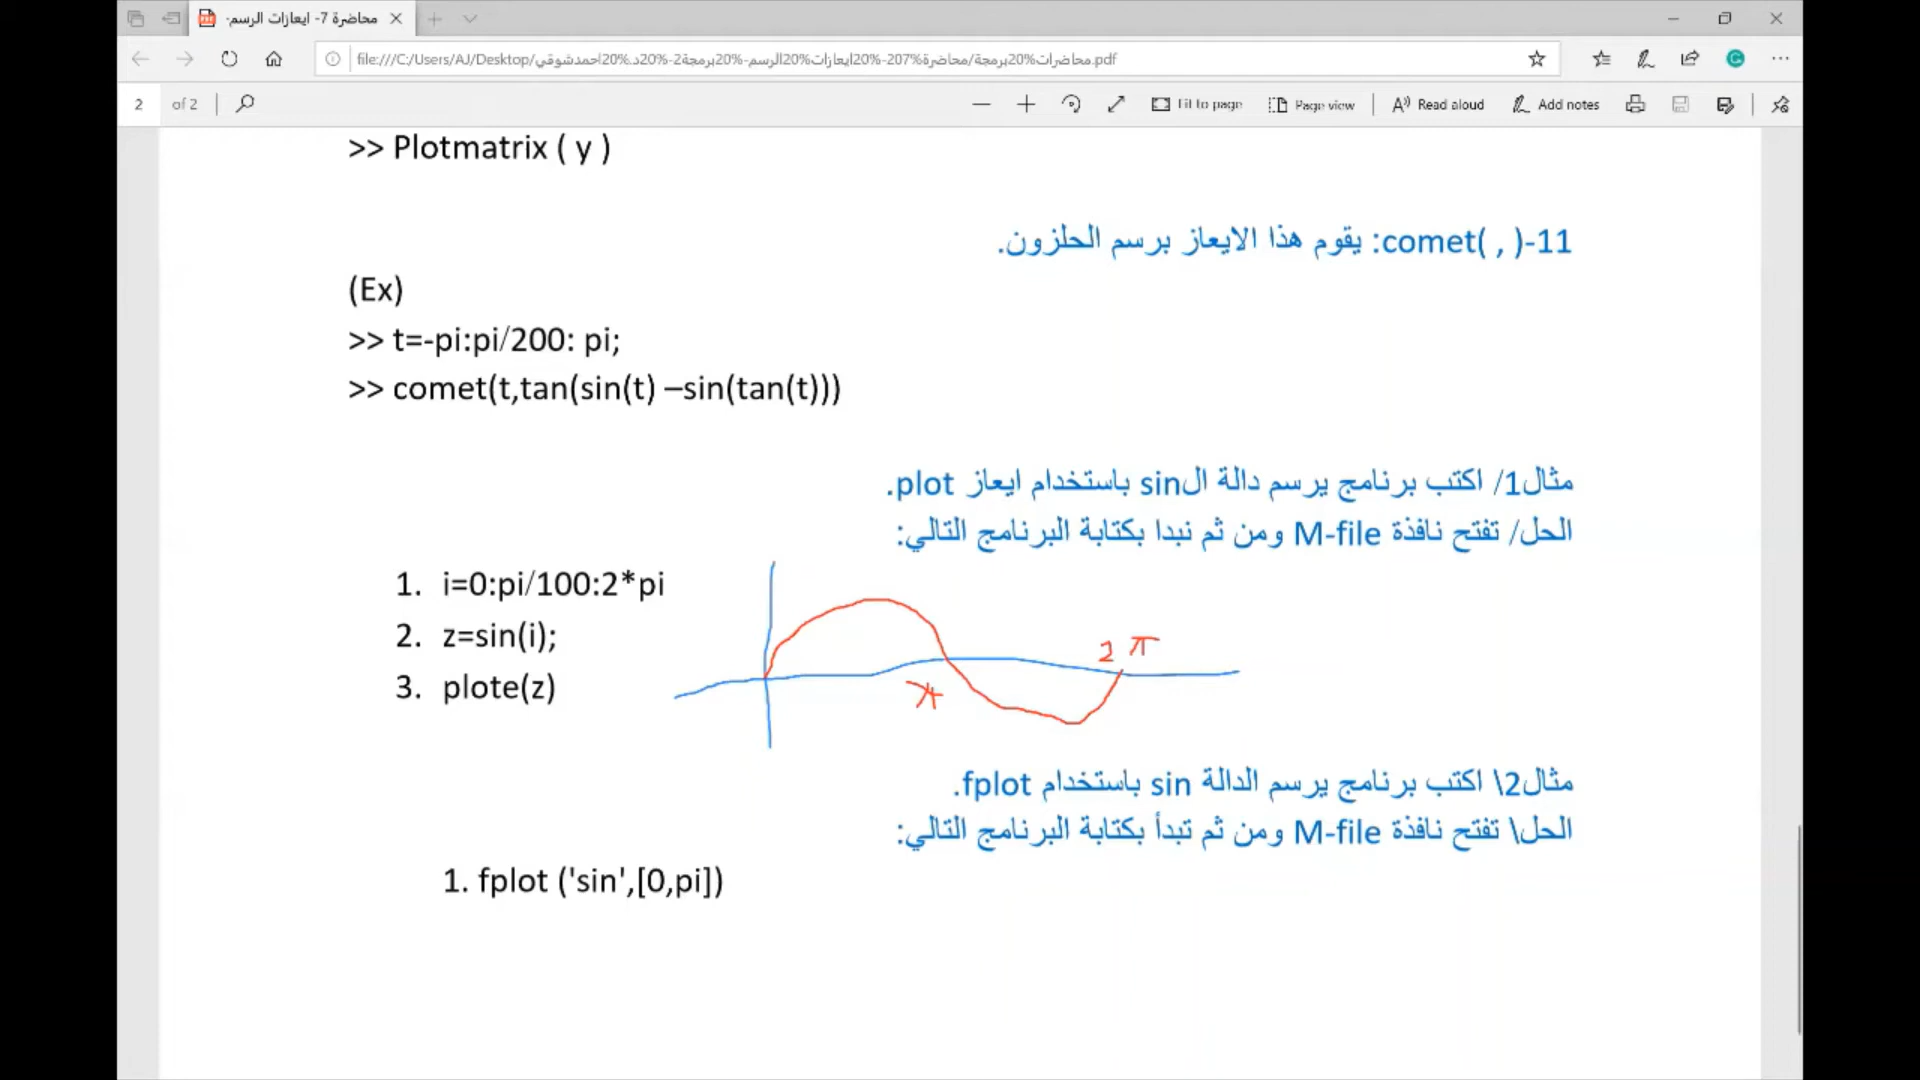 محاضرة 7- ايعازات الرسم-
file:///C:/Users/AJ/Desktop/محاضرات%20برمجة/محاضرة%207-%20ايعازات%20الرسم-%20برمجة2-%20د.%20احمدشوقي.pdf
2 of 2
Fit to page
Page view
Read aloud
Add notes
>> Plotmatrix ( y )
11-comet( , ): يقوم هذا الايعاز برسم الحلزون.
(Ex)
>> t=-pi:pi/200: pi;
>> comet(t,tan(sin(t) –sin(tan(t)))
مثال1/ اكتب برنامج يرسم دالة الsin باستخدام ايعاز plot.
الحل/ تفتح نافذة M-file ومن ثم نبدا بكتابة البرنامج التالي:
1. i=0:pi/100:2*pi
2. z=sin(i);
3. plote(z)
2 π
π
مثال2\ اكتب برنامج يرسم الدالة sin باستخدام fplot.
الحل\ تفتح نافذة M-file ومن ثم تبدأ بكتابة البرنامج التالي:
1. fplot ('sin',[0,pi])